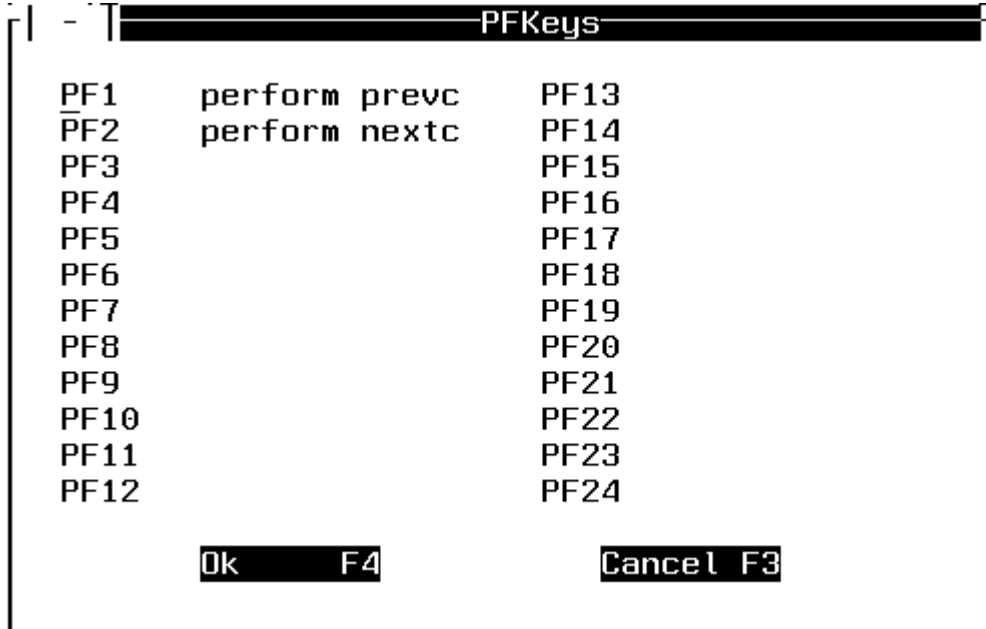 PFKeys
PF1 perform prevc PF13
PF2 perform nextc PF14
PF3 PF15
PF4 PF16
PF5 PF17
PF6 PF18
PF7 PF19
PF8 PF20
PF9 PF21
PF10 PF22
PF11 PF23
PF12 PF24
Ok F4 Cancel F3